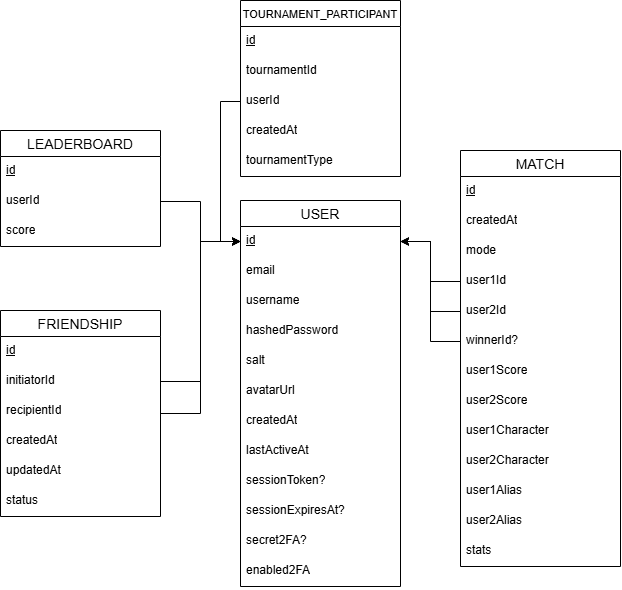 TOURNAMENT_PARTICIPANT
id
tournamentId
userId
createdAt
tournamentType
LEADERBOARD
id
userId
score
FRIENDSHIP
id
initiatorId
recipientId
createdAt
updatedAt
status
USER
id
email
username
hashedPassword
salt
avatarUrl
createdAt
lastActiveAt
sessionToken?
sessionExpiresAt?
secret2FA?
enabled2FA
MATCH
id
createdAt
mode
user1Id
user2Id
winnerId?
user1Score
user2Score
user1Character
user2Character
user1Alias
user2Alias
stats